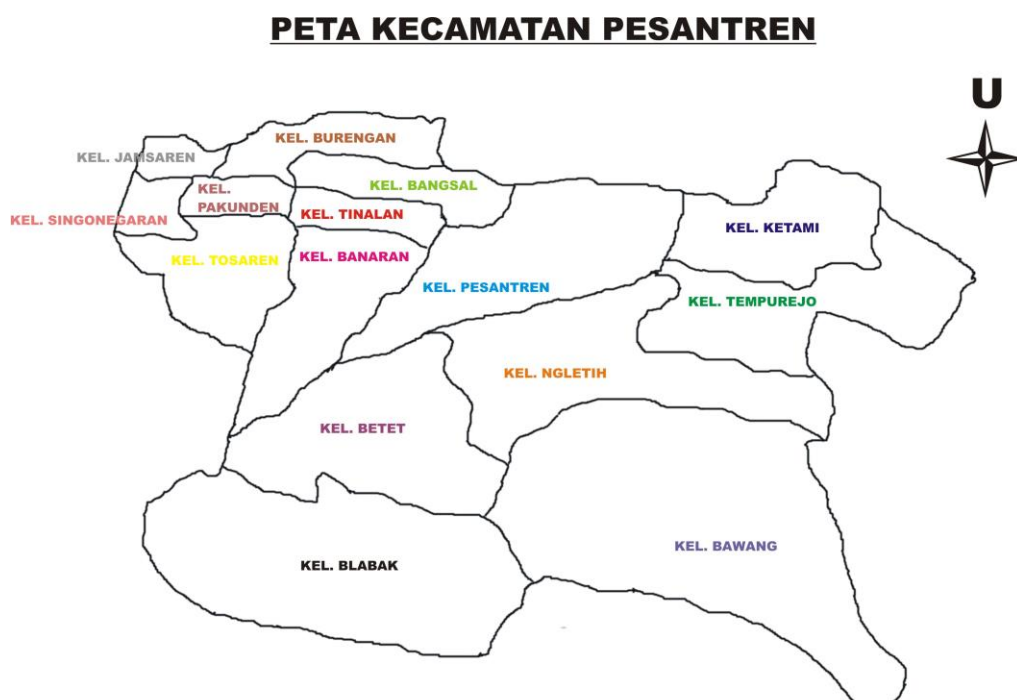 PETA KECAMATAN PESANTREN
U
KEL. BURENGAN
KEL. JAMSAREN
KEL. BANGSAL
KEL.
PAKUNDEN
KEL. TINALAN
KEL. SINGONEGARAN
KEL. KETAMI
KEL. TOSAREN
KEL. BANARAN
KEL. PESANTREN
KEL. TEMPUREJO
KEL. NGLETIH
KEL. BETET
KEL. BAWANG
KEL. BLABAK